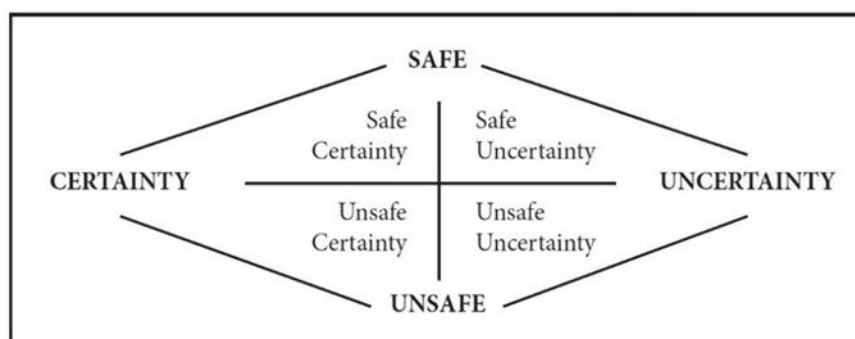 SAFE
Safe
Certainty
Safe
Uncertainty
CERTAINTY
UNCERTAINTY
Unsafe
Certainty
Unsafe
Uncertainty
UNSAFE